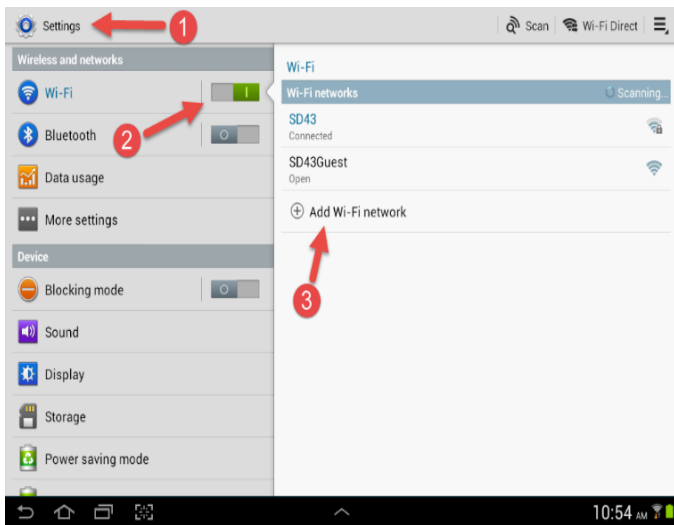 Settings
1
Scan
Wi-Fi Direct
Wireless and networks
Wi-Fi
2
Bluetooth
Data usage
More settings
Device
Blocking mode
Sound
Display
Storage
Power saving mode
Wi-Fi
Wi-Fi networks
Scanning...
SD43
Connected
SD43Guest
Open
Add Wi-Fi network
3
10:54 AM